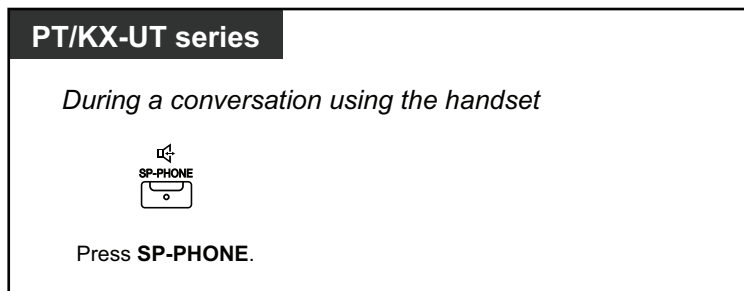 PT/KX-UT series
During a conversation using the handset
SP-PHONE
Press SP-PHONE.